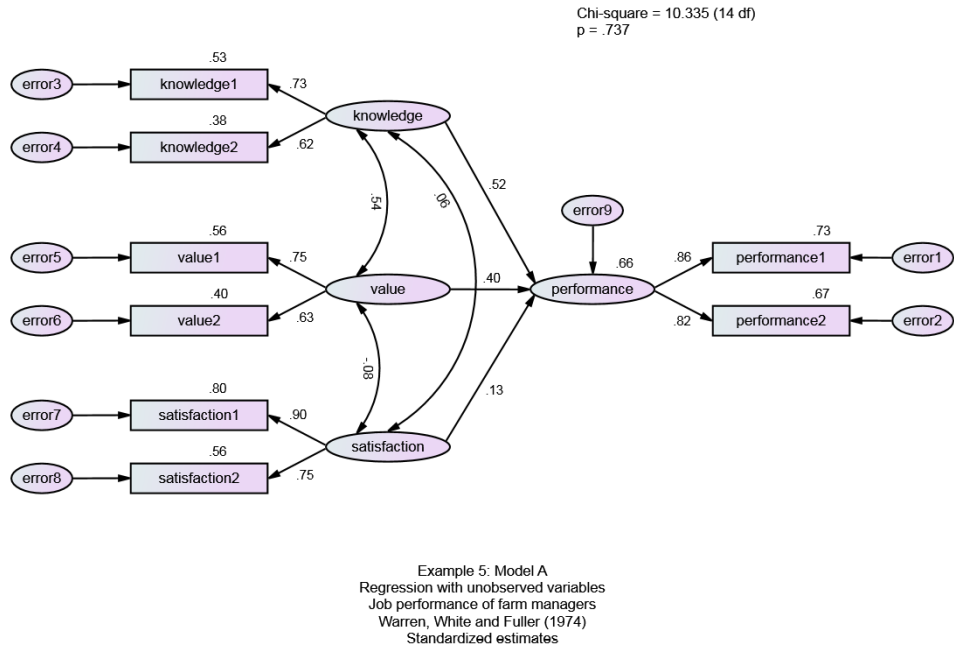 Chi-square = 10.335 (14 df)
p = .737
.53
error3
knowledge1
.73
knowledge
.38
error4
knowledge2
.62
.52
.54
.06
error9
.56
error5
value1
.75
value
.40
.66
performance
.86
.73
performance1
error1
.40
error6
value2
.63
.82
.67
performance2
error2
-.08
.13
.80
error7
satisfaction1
.90
satisfaction
.56
error8
satisfaction2
.75
Example 5: Model A
Regression with unobserved variables
Job performance of farm managers
Warren, White and Fuller (1974)
Standardized estimates